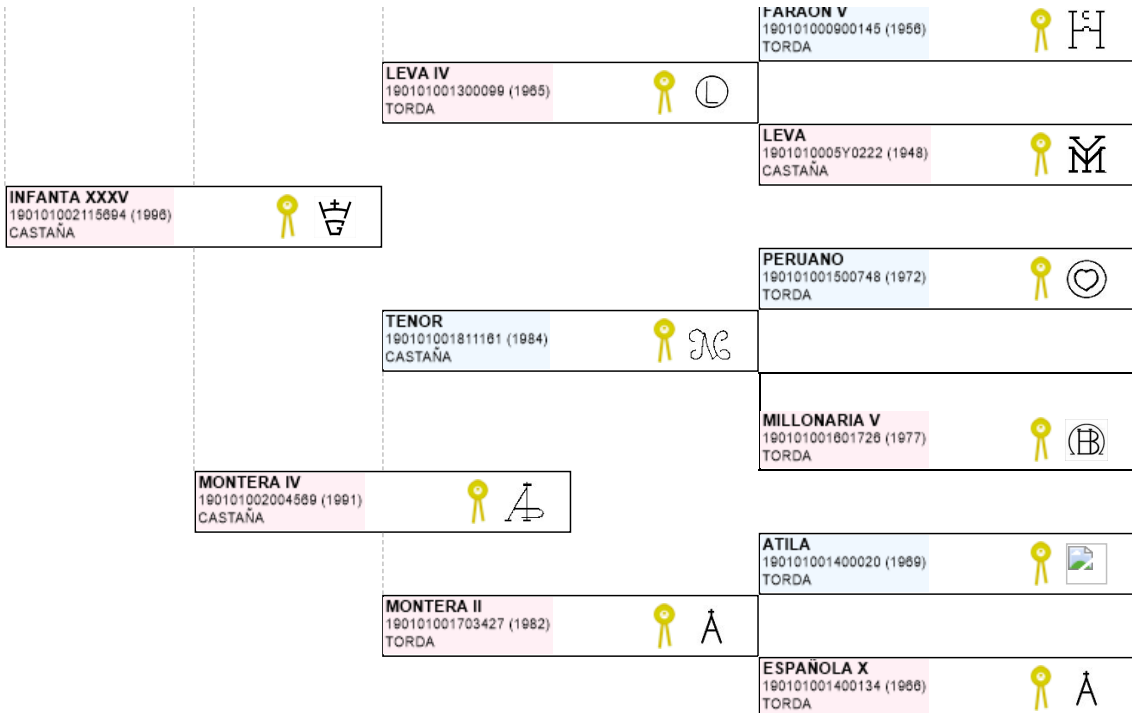 FARAON V
190101000900145 (1956)
TORDA
LEVA IV
190101001300099 (1965)
TORDA
LEVA
1901010005Y0222 (1948)
CASTAÑA
INFANTA XXXV
190101002115694 (1996)
CASTAÑA
PERUANO
190101001500748 (1972)
TORDA
TENOR
190101001811161 (1984)
CASTAÑA
MILLONARIA V
190101001601726 (1977)
TORDA
MONTERA IV
190101002004569 (1991)
CASTAÑA
ATILA
190101001400020 (1969)
TORDA
MONTERA II
190101001703427 (1982)
TORDA
ESPAÑOLA X
190101001400134 (1966)
TORDA